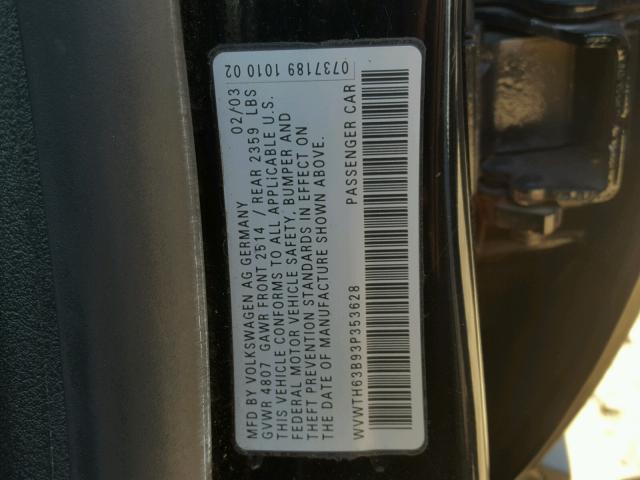 MFD BY VOLKSWAGEN AG GERMANY 02/03
GVWR 4807 GAWR FRONT 2514 / REAR 2359 LBS
THIS VEHICLE CONFORMS TO ALL APPLICABLE U.S.
FEDERAL MOTOR VEHICLE SAFETY, BUMPER AND
THEFT PREVENTION STANDARDS IN EFFECT ON
THE DATE OF MANUFACTURE SHOWN ABOVE.
WVWTH63B93P353628 PASSENGER CAR
0737189 1010 02